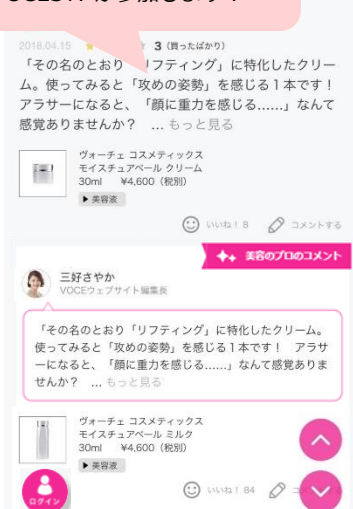 2018.04.15 3 (買ったばかり)
「その名のとおり「リフティング」に特化したクリー
ム。使ってみると「攻めの姿勢」を感じる1本です！
アラサーになると、「顔に重力を感じる……」なんて
感覚ありませんか？ … もっと見る
ヴォーチェ コスメティックス
モイスチュアベール クリーム
30ml ¥4,600（税別）
▶ 美容液
いいね！ 8 コメントする
美容のプロのコメント
三好さやか
VOCEウェブサイト編集長
「その名のとおり「リフティング」に特化したクリーム。
使ってみると「攻めの姿勢」を感じる１本です！ アラサ
ーになると、「顔に重力を感じる……」なんて感覚ありま
せんか？ … もっと見る
ヴォーチェ コスメティックス
モイスチュアベール ミルク
30ml ¥4,600（税別）
▶ 美容液
いいね！ 84
ログイン